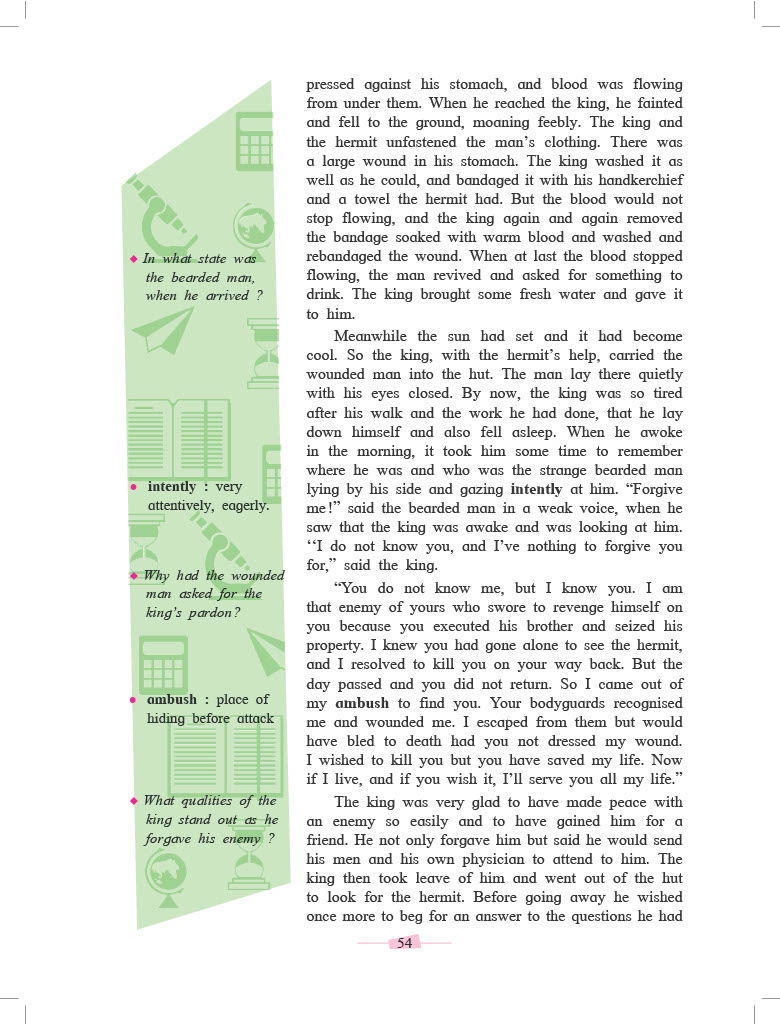 pressed against his stomach, and blood was flowing
from under them. When he reached the king, he fainted
and fell to the ground, moaning feebly. The king and
the hermit unfastened the man’s clothing. There was
a large wound in his stomach. The king washed it as
well as he could, and bandaged it with his handkerchief
and a towel the hermit had. But the blood would not
stop flowing, and the king again and again removed
the bandage soaked with warm blood and washed and
rebandaged the wound. When at last the blood stopped
flowing, the man revived and asked for something to
drink. The king brought some fresh water and gave it
to him.
Meanwhile the sun had set and it had become
cool. So the king, with the hermit’s help, carried the
wounded man into the hut. The man lay there quietly
with his eyes closed. By now, the king was so tired
after his walk and the work he had done, that he lay
down himself and also fell asleep. When he awoke
in the morning, it took him some time to remember
where he was and who was the strange bearded man
lying by his side and gazing intently at him. “Forgive
me!” said the bearded man in a weak voice, when he
saw that the king was awake and was looking at him.
‘‘I do not know you, and I’ve nothing to forgive you
for,” said the king.
“You do not know me, but I know you. I am
that enemy of yours who swore to revenge himself on
you because you executed his brother and seized his
property. I knew you had gone alone to see the hermit,
and I resolved to kill you on your way back. But the
day passed and you did not return. So I came out of
my ambush to find you. Your bodyguards recognised
me and wounded me. I escaped from them but would
have bled to death had you not dressed my wound.
I wished to kill you but you have saved my life. Now
if I live, and if you wish it, I’ll serve you all my life.”
The king was very glad to have made peace with
an enemy so easily and to have gained him for a
friend. He not only forgave him but said he would send
his men and his own physician to attend to him. The
king then took leave of him and went out of the hut
to look for the hermit. Before going away he wished
once more to beg for an answer to the questions he had
◆ In what state was
the bearded man,
when he arrived ?
● intently : very
attentively, eagerly.
◆ Why had the wounded
man asked for the
king’s pardon?
● ambush : place of
hiding before attack
◆ What qualities of the
king stand out as he
forgave his enemy ?
54